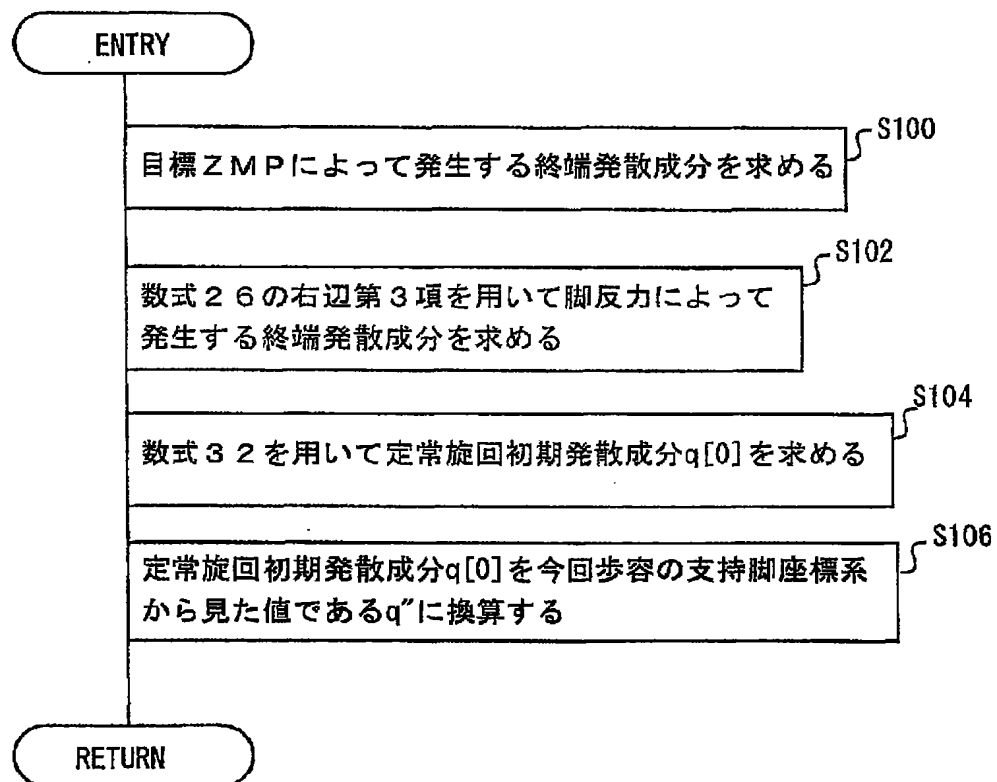 ENTRY
S100
目標ZMPによって発生する終端発散成分を求める
S102
数式26の右辺第3項を用いて脚反力によって
発生する終端発散成分を求める
S104
数式32を用いて定常旋回初期発散成分q[0]を求める
S106
定常旋回初期発散成分q[0]を今回歩容の支持脚座標系
から見た値であるq″に換算する
RETURN